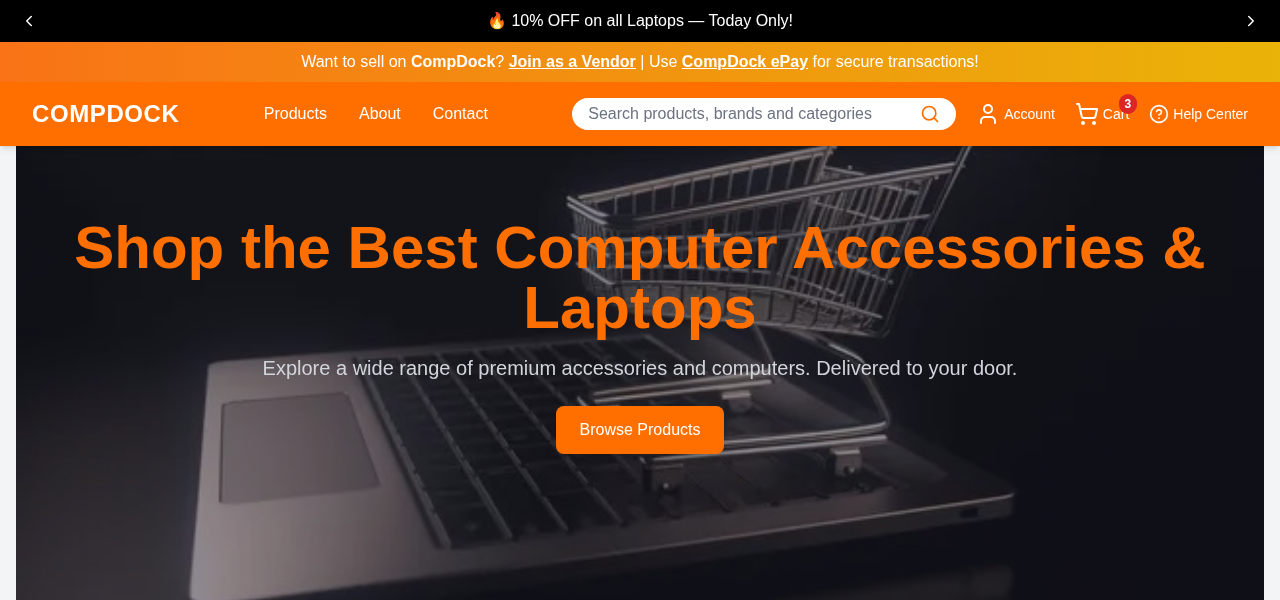 🔥 10% OFF on all Laptops — Today Only!
Want to sell on CompDock? Join as a Vendor | Use CompDock ePay for secure transactions!
COMPDOCK
Products
About
Contact
Search products, brands and categories
Account
Cart
3
Help Center
Shop the Best Computer Accessories &
Laptops
Explore a wide range of premium accessories and computers. Delivered to your door.
Browse Products